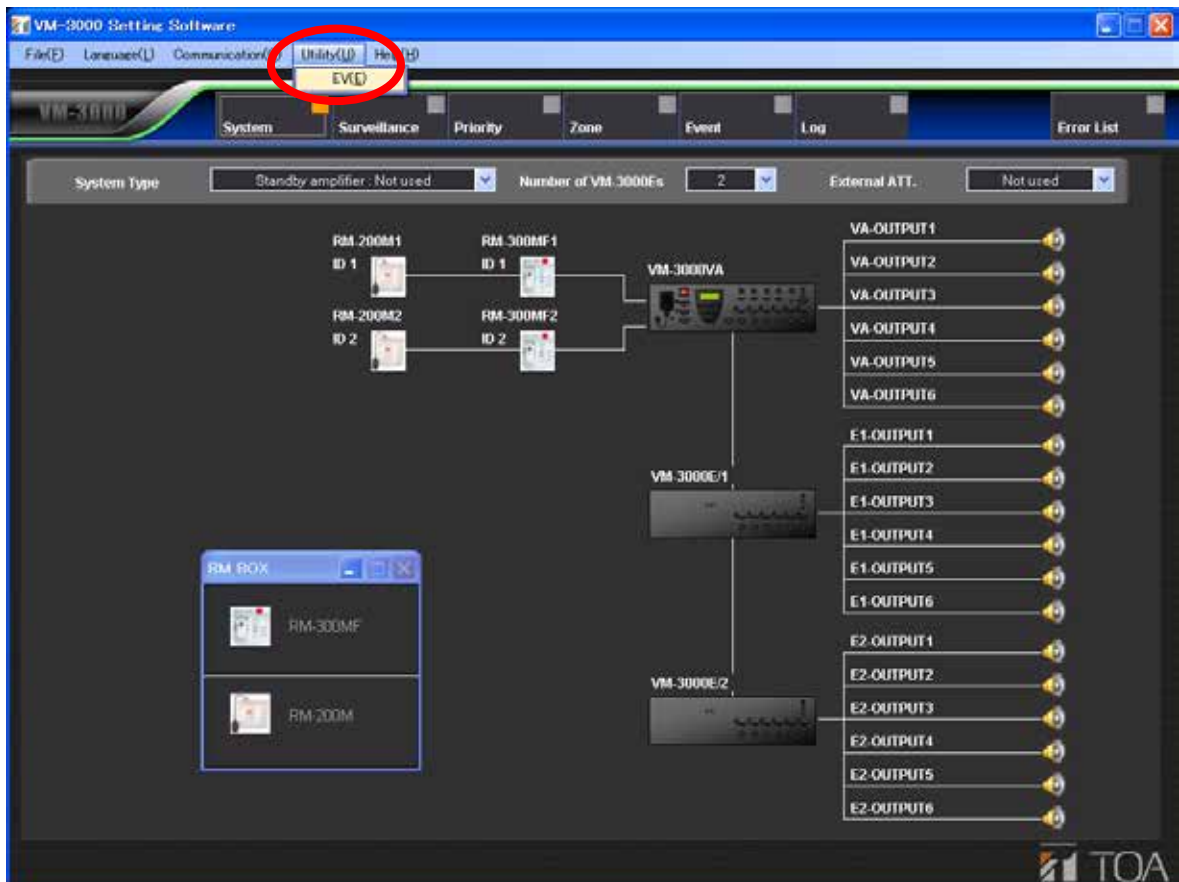 VM-3000 Setting Software
File(F) Language(L) Communication( Utility(U) Help(H)
EV(E)
VM-3000
System Surveillance Priority Zone Event Log Error List
System Type Standby amplifier : Not used Number of VM-3000Es 2 External ATT. Not used
RM-200M1 RM-300MF1 VA-OUTPUT1
ID 1 ID 1 VM-3000VA VA-OUTPUT2
VA-OUTPUT3
RM-200M2 RM-300MF2 VA-OUTPUT4
ID 2 ID 2 VA-OUTPUT5
VA-OUTPUT6
E1-OUTPUT1
VM-3000E/1 E1-OUTPUT2
E1-OUTPUT3
E1-OUTPUT4
RM BOX E1-OUTPUT5
E1-OUTPUT6
RM-300MF
E2-OUTPUT1
VM-3000E/2 E2-OUTPUT2
RM-200M E2-OUTPUT3
E2-OUTPUT4
E2-OUTPUT5
E2-OUTPUT6
TOA